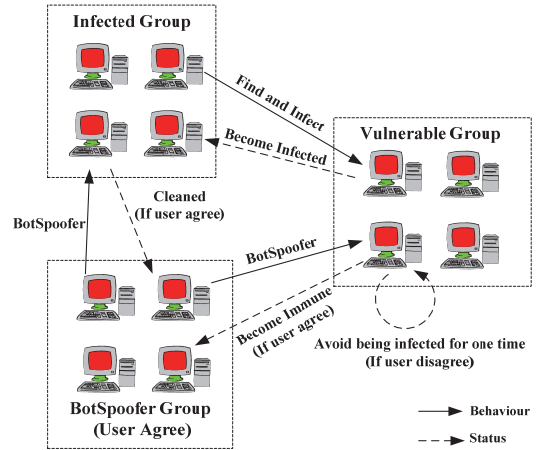 Infected Group
Find and Infect
Become Infected
Vulnerable Group
Cleaned
(If user agree)
BotSpoofer
BotSpoofer
Become Immune
(If user agree)
Avoid being infected for one time
(If user disagree)
BotSpoofer Group
(User Agree)
Behaviour
Status